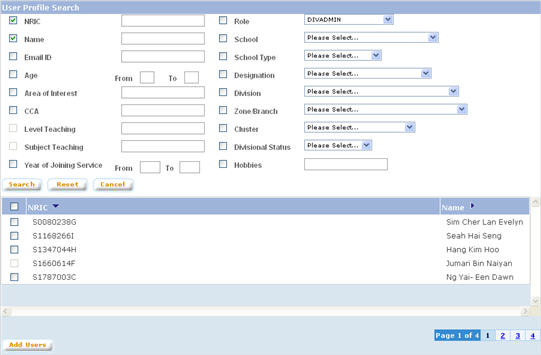 User Profile Search
NRIC Role DIVADMIN
Name School Please Select...
Email ID School Type Please Select...
Age From To Designation Please Select...
Area of Interest Division Please Select...
CCA Zone/Branch Please Select...
Level Teaching Cluster Please Select...
Subject Teaching Divisional Status Please Select...
Year of Joining Service From To Hobbies
Search Reset Cancel
NRIC Name
S0080238G Sim Cher Lan Evelyn
S1168266I Seah Hai Seng
S1347044H Hang Kim Hoo
S1660614F Jumari Bin Naiyan
S1787003C Ng Yai- Een Dawn
Page 1 of 4 1 2 3 4
Add Users